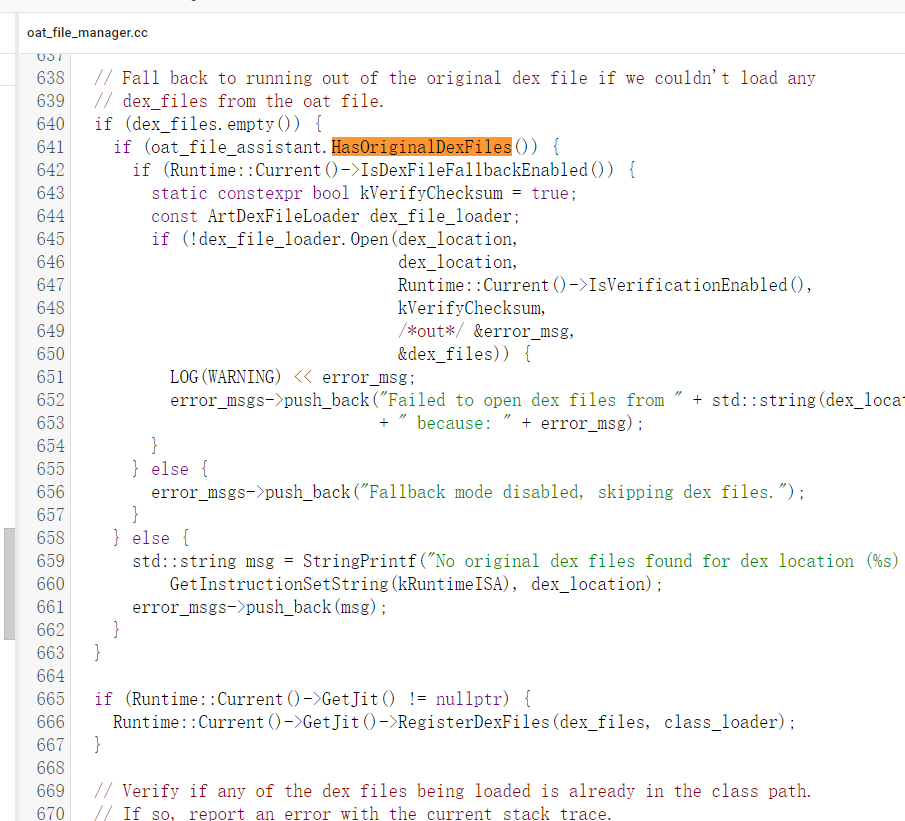 oat_file_manager.cc
637
638 // Fall back to running out of the original dex file if we couldn't load any
639 // dex_files from the oat file.
640 if (dex_files.empty()) {
641 if (oat_file_assistant.HasOriginalDexFiles()) {
642 if (Runtime::Current()->IsDexFileFallbackEnabled()) {
643 static constexpr bool kVerifyChecksum = true;
644 const ArtDexFileLoader dex_file_loader;
645 if (!dex_file_loader.Open(dex_location,
646 dex_location,
647 Runtime::Current()->IsVerificationEnabled(),
648 kVerifyChecksum,
649 /*out*/ &error_msg,
650 &dex_files)) {
651 LOG(WARNING) << error_msg;
652 error_msgs->push_back("Failed to open dex files from " + std::string(dex_locat
653 + " because: " + error_msg);
654 }
655 } else {
656 error_msgs->push_back("Fallback mode disabled, skipping dex files.");
657 }
658 } else {
659 std::string msg = StringPrintf("No original dex files found for dex location (%s)
660 GetInstructionSetString(kRuntimeISA), dex_location);
661 error_msgs->push_back(msg);
662 }
663 }
664
665 if (Runtime::Current()->GetJit() != nullptr) {
666 Runtime::Current()->GetJit()->RegisterDexFiles(dex_files, class_loader);
667 }
668
669 // Verify if any of the dex files being loaded is already in the class path.
670 // If so, report an error with the current stack trace.